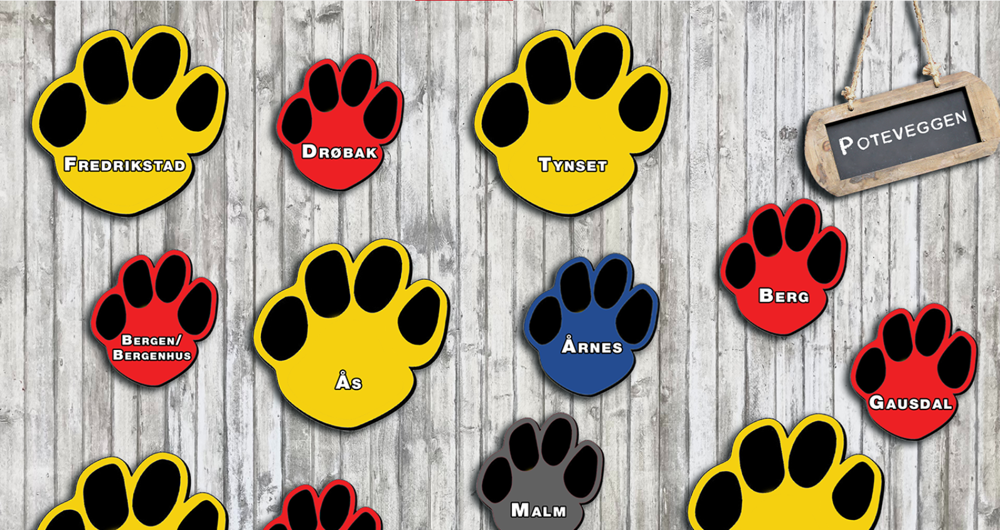 Fredrikstad
Drøbak
Tynset
Poteveggen
Bergen/
Bergenhus
Ås
Årnes
Berg
Gausdal
Malm